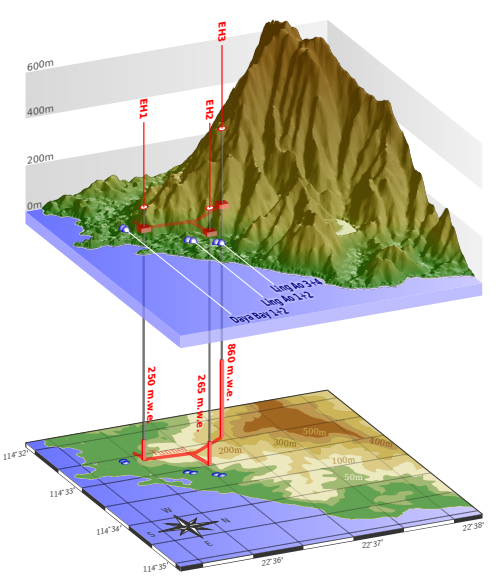 EH3
600m
EH1
EH2
400m
200m
0m
Ling Ao 3+4
Ling Ao 1+2
Daya Bay 1+2
860 m.w.e.
250 m.w.e.
265 m.w.e.
500m
400m
300m
200m
100m
50m
114°32'
114°33'
114°34'
114°35'
W
N
S
E
22°36'
22°37'
22°38'